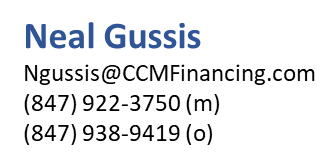 Neal Gussis
Ngussis@CCMFinancing.com
(847) 922-3750 (m)
(847) 938-9419 (o)